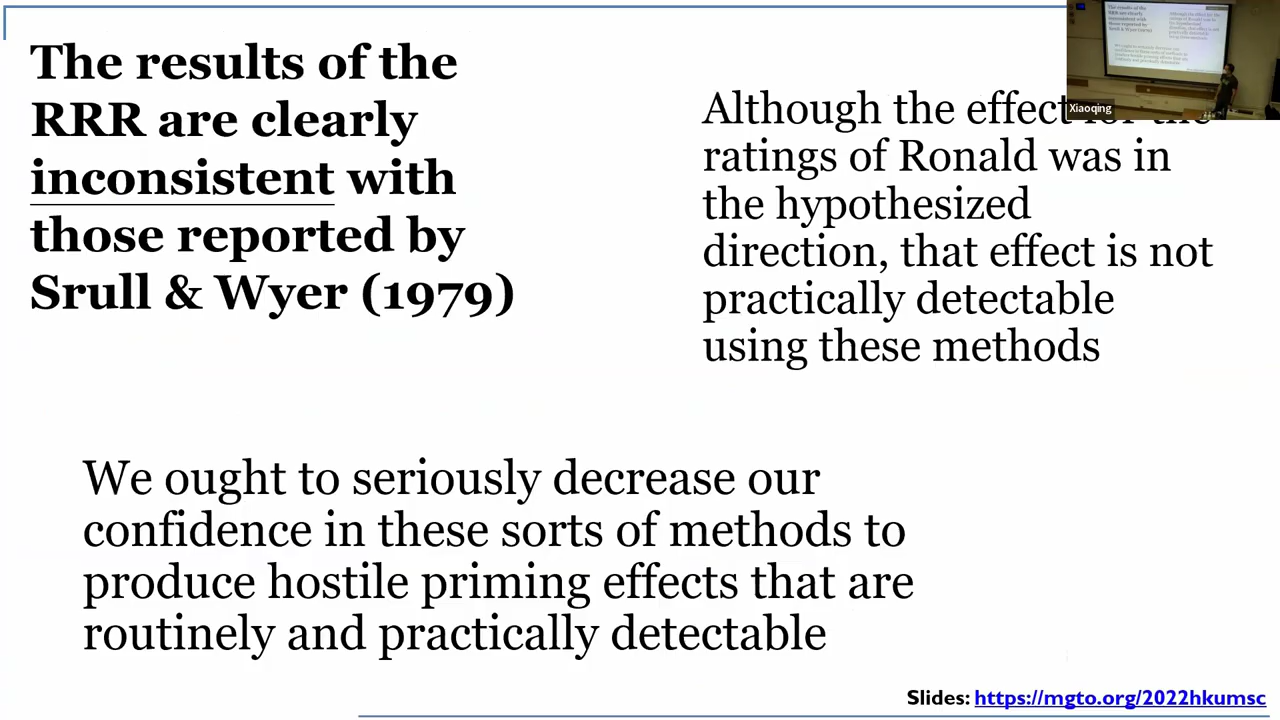 The results of the
RRR are clearly
inconsistent with
those reported by
Srull & Wyer (1979)
Although the effect for the
ratings of Ronald was in
the hypothesized
direction, that effect is not
practically detectable
using these methods
We ought to seriously decrease our
confidence in these sorts of methods to
produce hostile priming effects that are
routinely and practically detectable
Xiaoqing
Slides: https://mgto.org/2022hkumsc